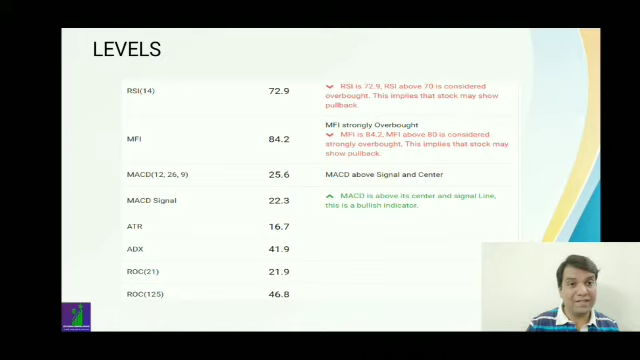 LEVELS
RSI(14) 72.9 RSI is 72.9, RSI above 70 is considered
overbought. This implies that stock may show
pullback.
MFI strongly Overbought
MFI 84.2 MFI is 84.2, MFI above 80 is considered
strongly overbought. This implies that stock may
show pullback.
MACD(12, 26, 9) 25.6 MACD above Signal and Center
MACD Signal 22.3 MACD is above its center and signal Line,
this is a bullish indicator.
ATR 16.7
ADX 41.9
ROC(21) 21.9
ROC(125) 46.8